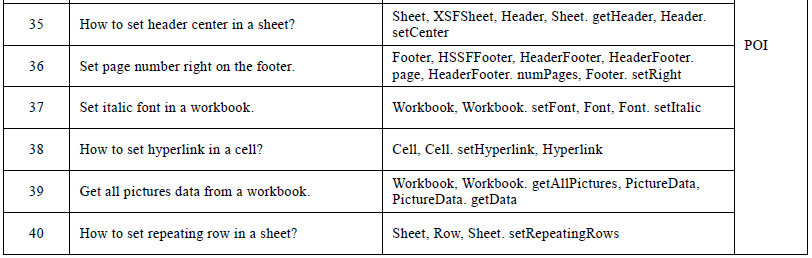 35 How to set header center in a sheet? Sheet, XSFSheet, Header, Sheet. getHeader, Header.
setCenter
POI
36 Set page number right on the footer. Footer, HSSFFooter, HeaderFooter, HeaderFooter.
page, HeaderFooter. numPages, Footer. setRight
37 Set italic font in a workbook. Workbook, Workbook. setFont, Font, Font. setItalic
38 How to set hyperlink in a cell? Cell, Cell. setHyperlink, Hyperlink
39 Get all pictures data from a workbook. Workbook, Workbook. getAllPictures, PictureData,
PictureData. getData
40 How to set repeating row in a sheet? Sheet, Row, Sheet. setRepeatingRows